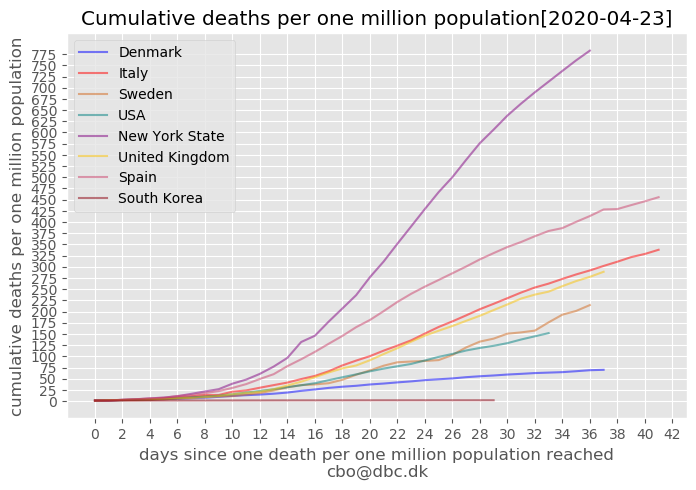 Cumulative deaths per one million population[2020-04-23]
cumulative deaths per one million population
775
750
725
700
675
650
625
600
575
550
525
500
475
450
425
400
375
350
325
300
275
250
225
200
175
150
125
100
75
50
25
0
Denmark
Italy
Sweden
USA
New York State
United Kingdom
Spain
South Korea
0 2 4 6 8 10 12 14 16 18 20 22 24 26 28 30 32 34 36 38 40 42
days since one death per one million population reached
cbo@dbc.dk